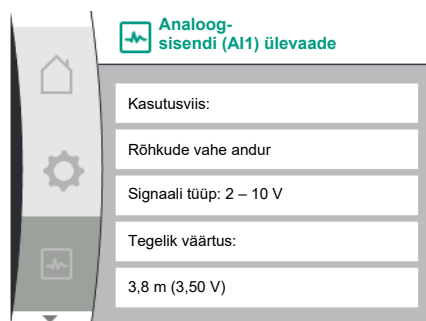 Analoog-
sisendi (AI1) ülevaade
Kasutusviis:
Rõhkude vahe andur
Signaali tüüp: 2 – 10 V
Tegelik väärtus:
3,8 m (3,50 V)